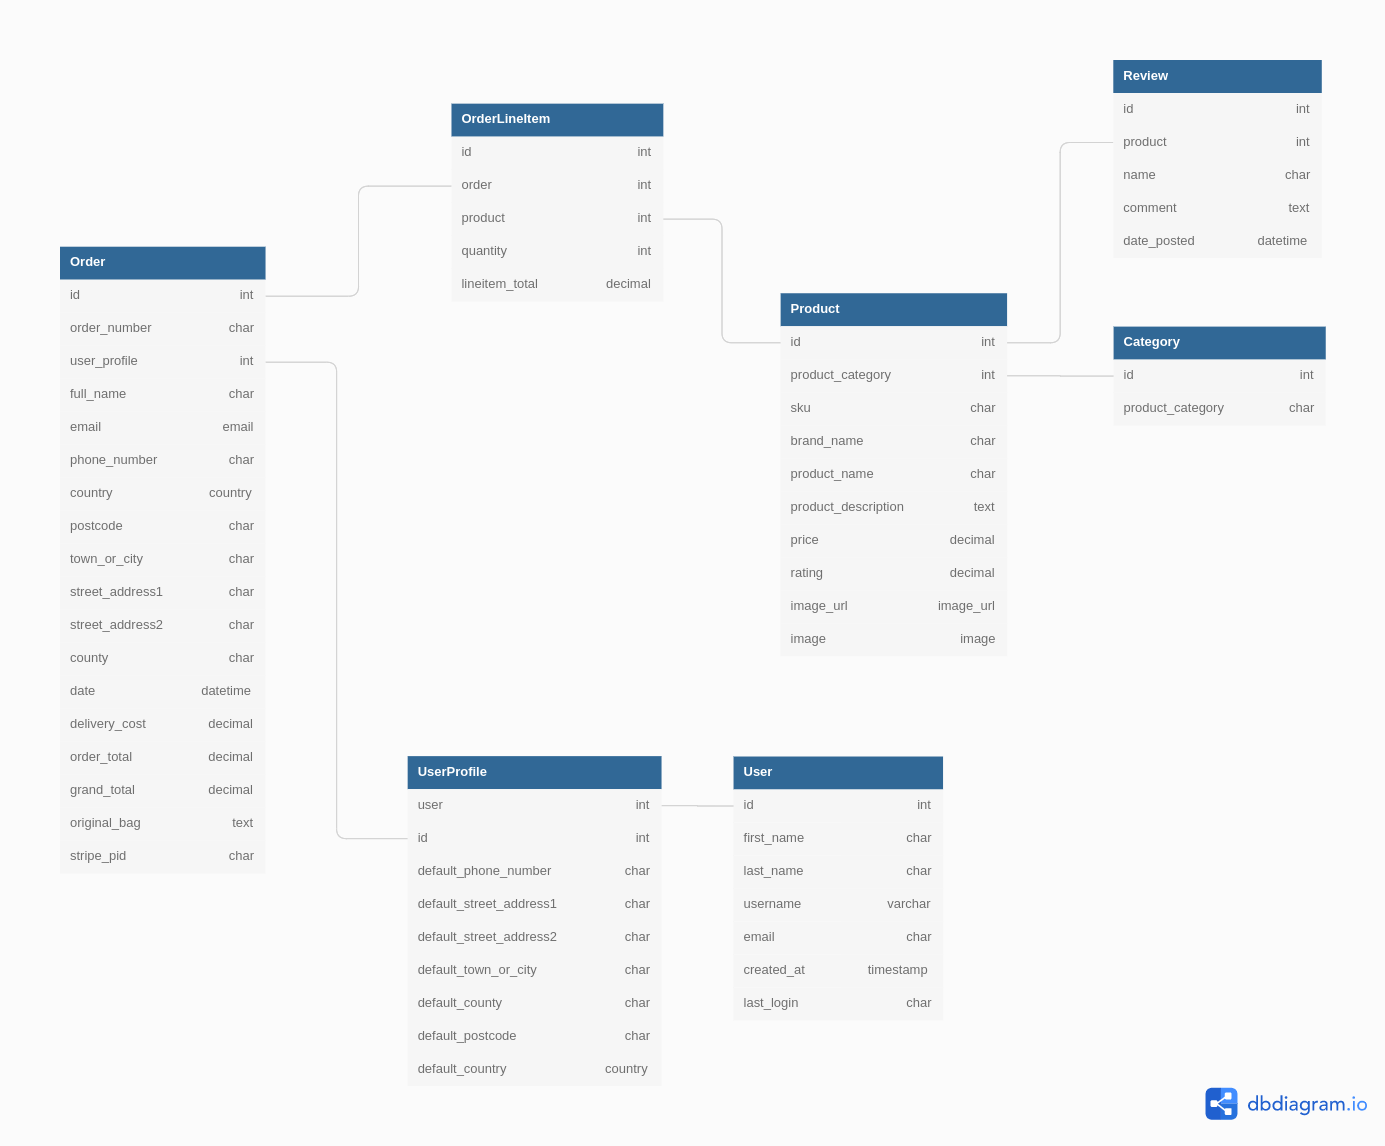 Order
id int
order_number char
user_profile int
full_name char
email email
phone_number char
country country
postcode char
town_or_city char
street_address1 char
street_address2 char
county char
date datetime
delivery_cost decimal
order_total decimal
grand_total decimal
original_bag text
stripe_pid char
OrderLineItem
id int
order int
product int
quantity int
lineitem_total decimal
Product
id int
product_category int
sku char
brand_name char
product_name char
product_description text
price decimal
rating decimal
image_url image_url
image image
Review
id int
product int
name char
comment text
date_posted datetime
Category
id int
product_category char
UserProfile
user int
id int
default_phone_number char
default_street_address1 char
default_street_address2 char
default_town_or_city char
default_county char
default_postcode char
default_country country
User
id int
first_name char
last_name char
username varchar
email char
created_at timestamp
last_login char
dbdiagram.io